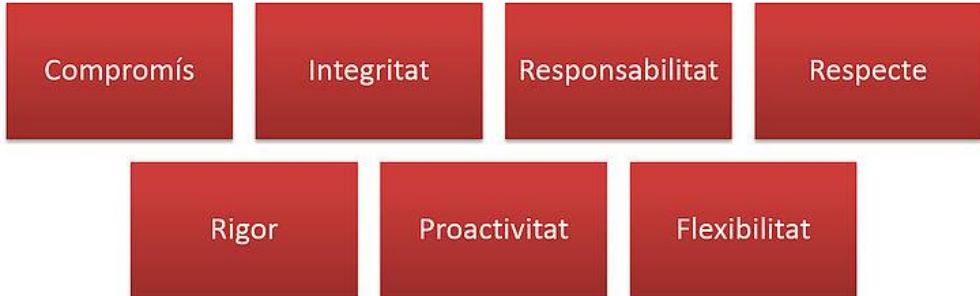 Compromís
Integritat
Responsabilitat
Respecte
Rigor
Proactivitat
Flexibilitat